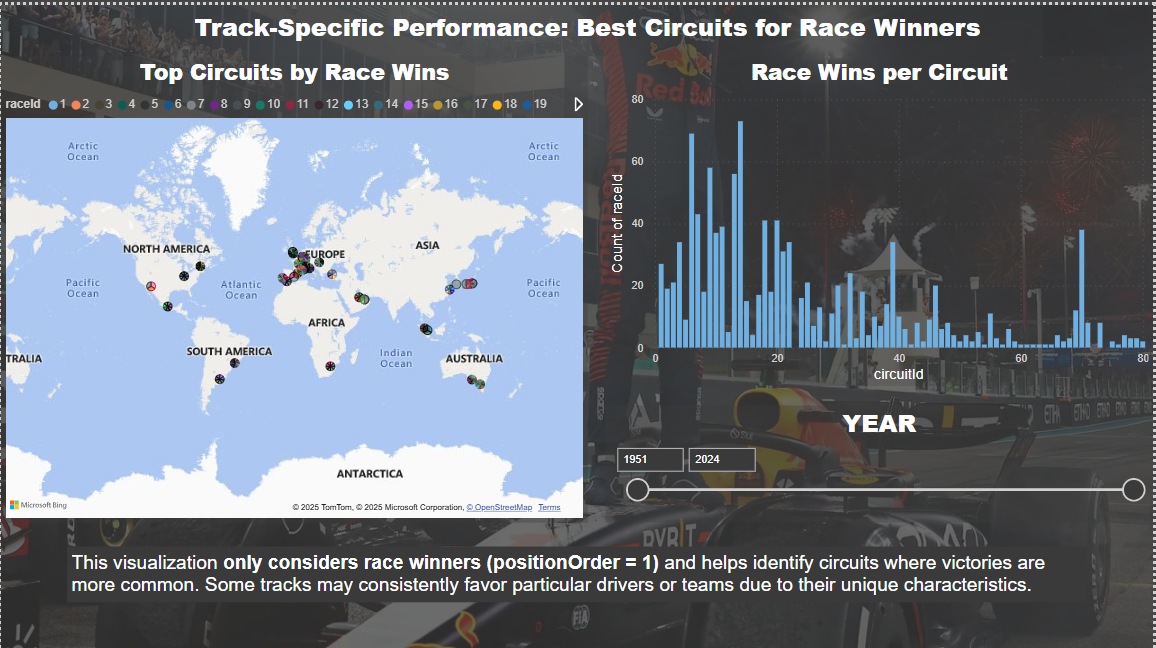 Track-Specific Performance: Best Circuits for Race Winners
Top Circuits by Race Wins
raceId 1 2 3 4 5 6 7 8 9 10 11 12 13 14 15 16 17 18 19
Arctic Ocean
Arctic Ocean
NORTH AMERICA
EUROPE
ASIA
Pacific Ocean
Atlantic Ocean
Pacific Ocean
AFRICA
SOUTH AMERICA
Indian Ocean
AUSTRALIA
TRALIA
ANTARCTICA
Microsoft Bing
© 2025 TomTom, © 2025 Microsoft Corporation, © OpenStreetMap Terms
Race Wins per Circuit
Red Bull
Count of raceId
80
60
40
20
0
0 20 40 60 80
circuitId
YEAR
1951 2024
This visualization only considers race winners (positionOrder = 1) and helps identify circuits where victories are
more common. Some tracks may consistently favor particular drivers or teams due to their unique characteristics.
FIA